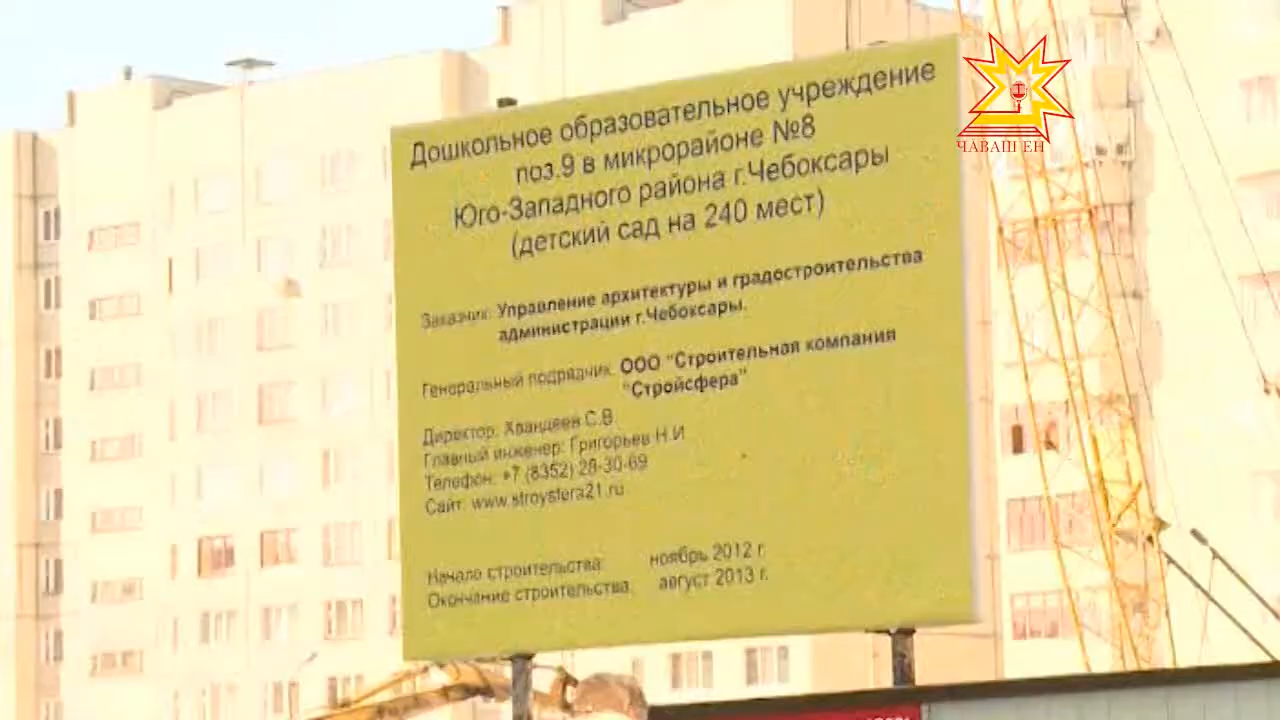 ЧӐВАШ ЕН
Дошкольное образовательное учреждение
поз.9 в микрорайоне №8
Юго-Западного района г.Чебоксары
(детский сад на 240 мест)
Заказчик: Управление архитектуры и градостроительства
администрации г.Чебоксары.
Генеральный подрядчик: ООО "Строительная компания
"Стройсфера"
Директор: Хвандеев С.В.
Главный инженер: Григорьев Н.И
Телефон: +7 (8352) 28-30-69
Сайт: www.stroysfera21.ru
Начало строительства: ноябрь 2012 г.
Окончание строительства: август 2013 г.